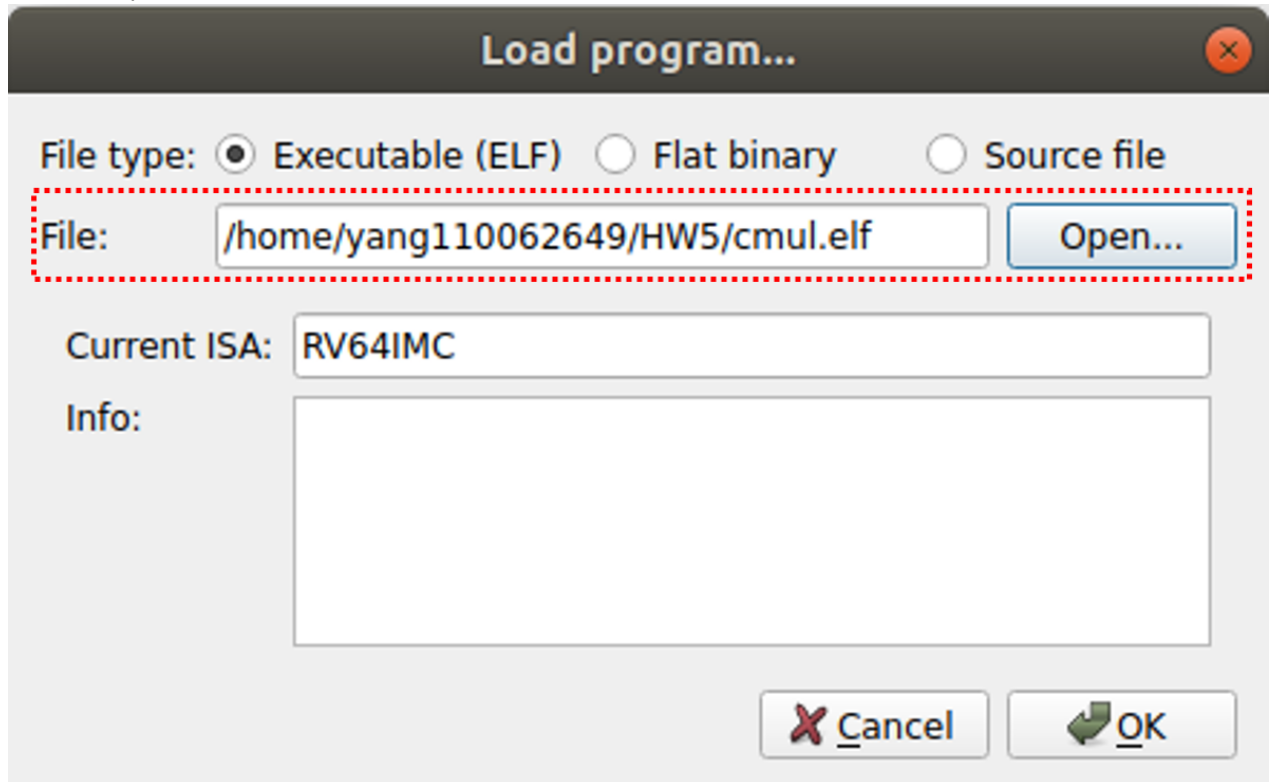 Load program...
File type: Executable (ELF) Flat binary Source file
File: /home/yang110062649/HW5/cmul.elf Open...
Current ISA: RV64IMC
Info:
Cancel OK